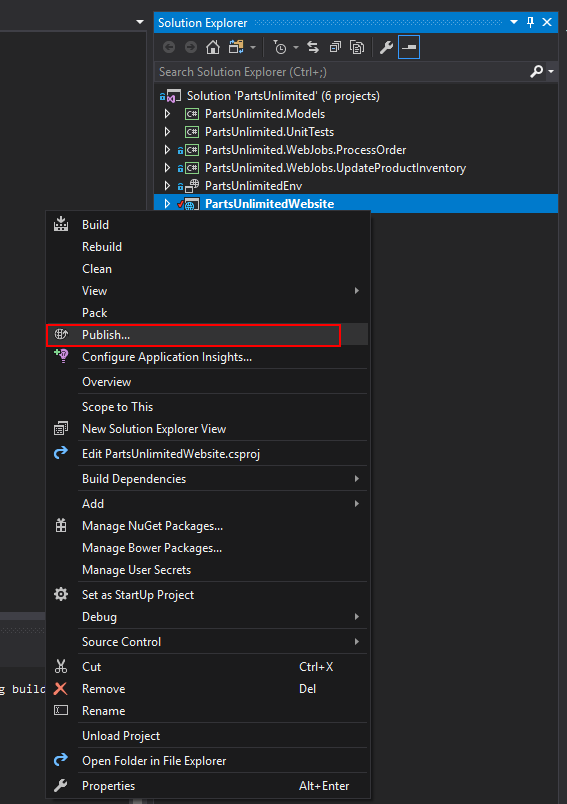 Solution Explorer
Search Solution Explorer (Ctrl+;)
Solution 'PartsUnlimited' (6 projects)
C# PartsUnlimited.Models
C# PartsUnlimited.UnitTests
C# PartsUnlimited.WebJobs.ProcessOrder
C# PartsUnlimited.WebJobs.UpdateProductInventory
PartsUnlimitedEnv
PartsUnlimitedWebsite
Build
Rebuild
Clean
View
Pack
Publish...
Configure Application Insights...
Overview
Scope to This
New Solution Explorer View
Edit PartsUnlimitedWebsite.csproj
Build Dependencies
Add
Manage NuGet Packages...
Manage Bower Packages...
Manage User Secrets
Set as StartUp Project
Debug
Source Control
Cut Ctrl+X
g build
Remove Del
Rename
Unload Project
Open Folder in File Explorer
Properties Alt+Enter